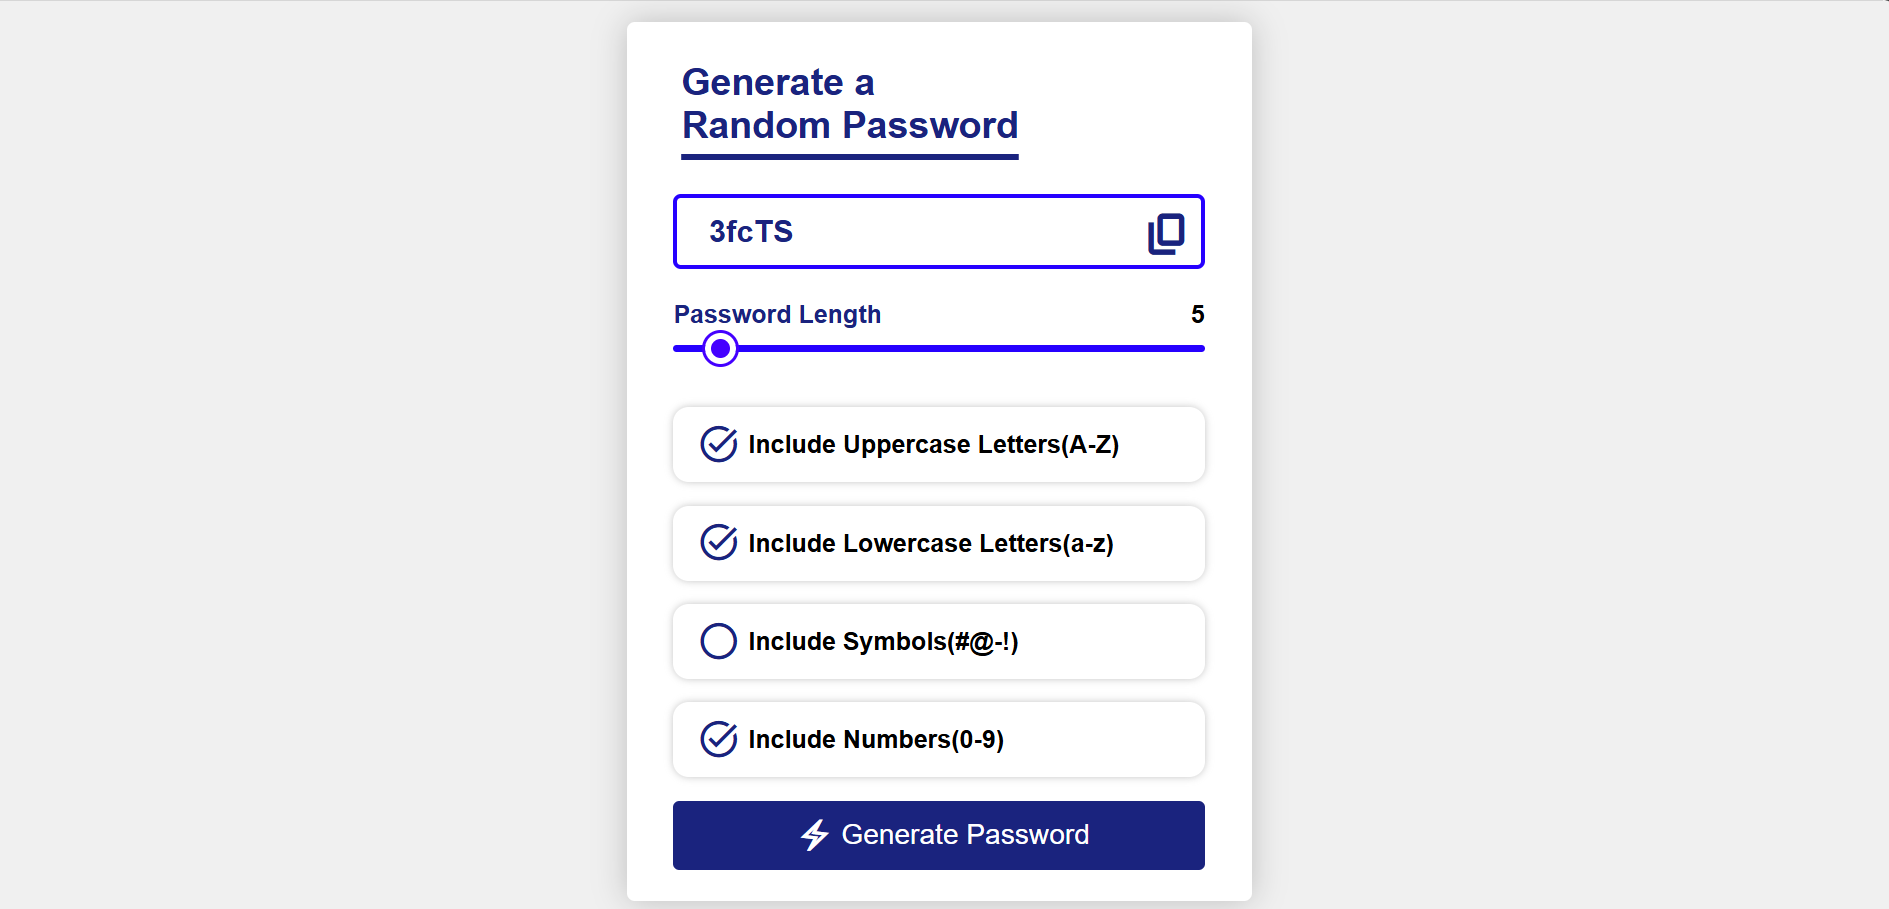 Generate a
Random Password
3fcTS
Password Length 5
Include Uppercase Letters(A-Z)
Include Lowercase Letters(a-z)
Include Symbols(#@-!)
Include Numbers(0-9)
Generate Password